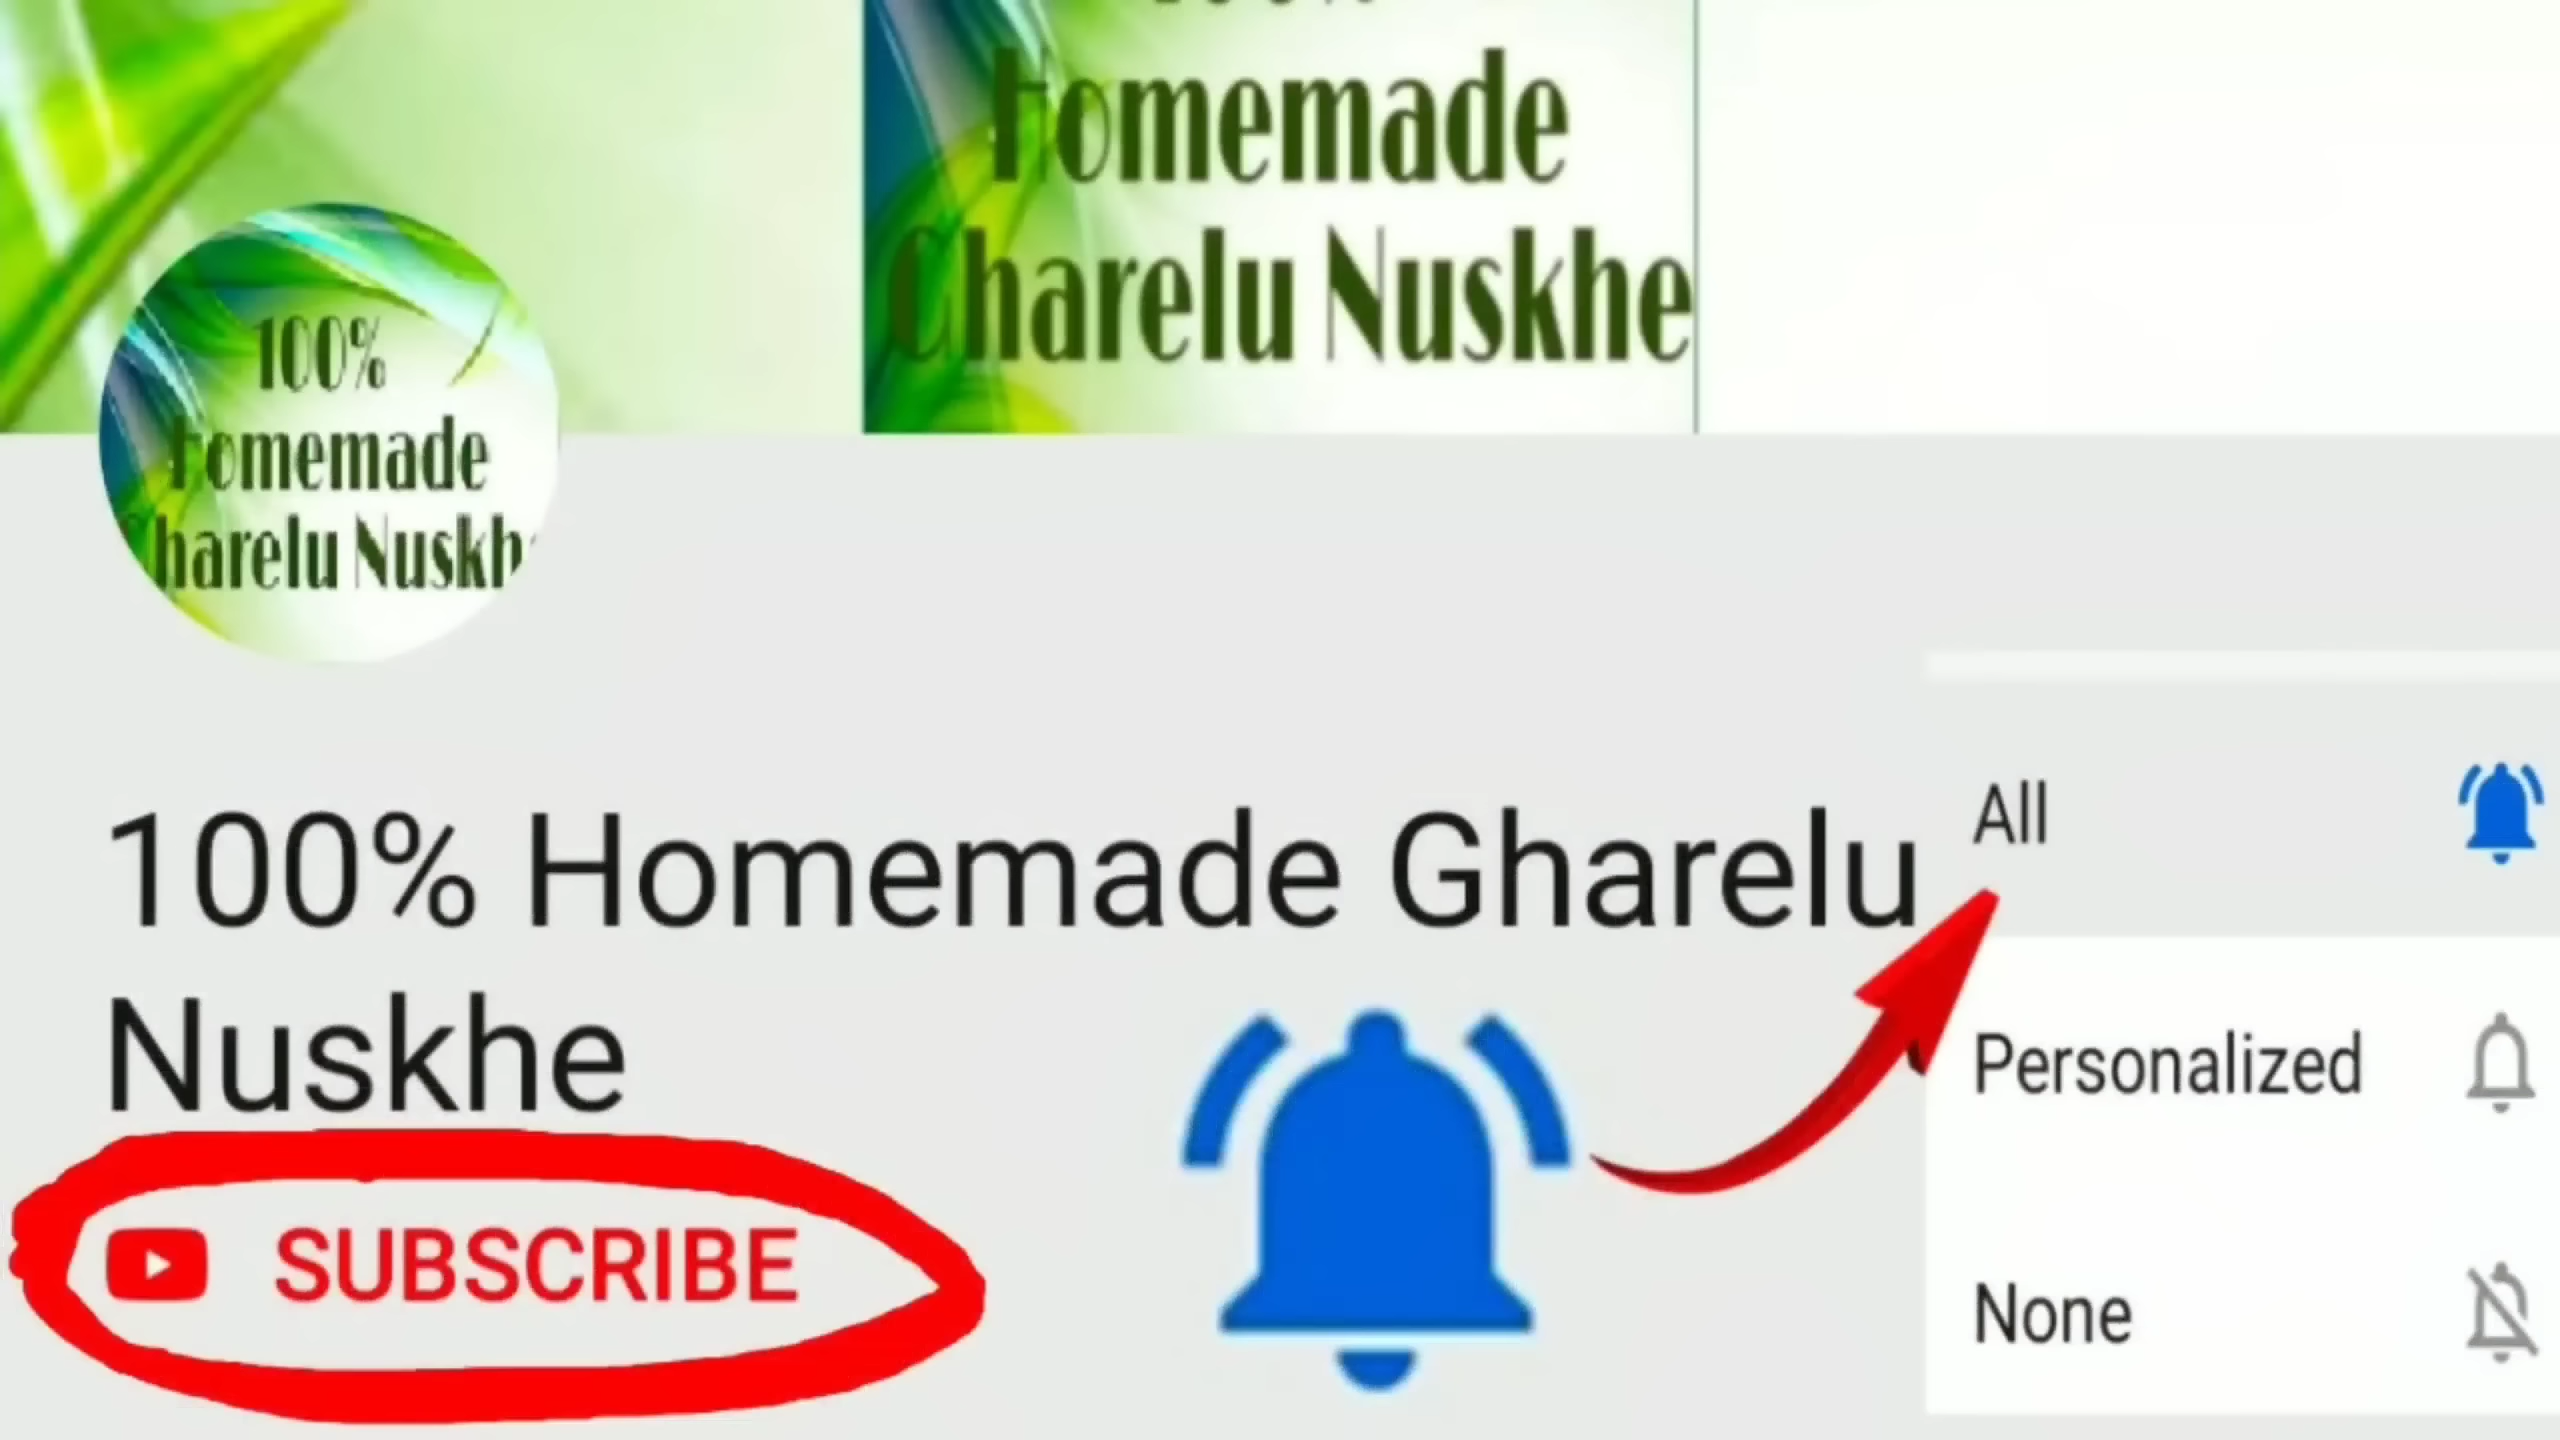 Homemade
Gharelu Nuskhe
100%
Homemade
Gharelu Nuskhe
100% Homemade Gharelu
Nuskhe
SUBSCRIBE
All
Personalized
None